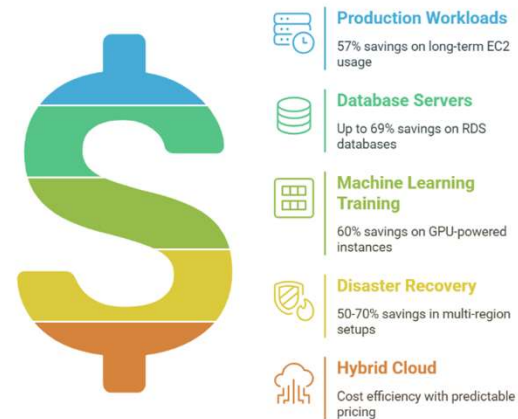 Production Workloads
57% savings on long-term EC2
usage
Database Servers
Up to 69% savings on RDS
databases
Machine Learning
Training
60% savings on GPU-powered
instances
Disaster Recovery
50-70% savings in multi-region
setups
Hybrid Cloud
Cost efficiency with predictable
pricing